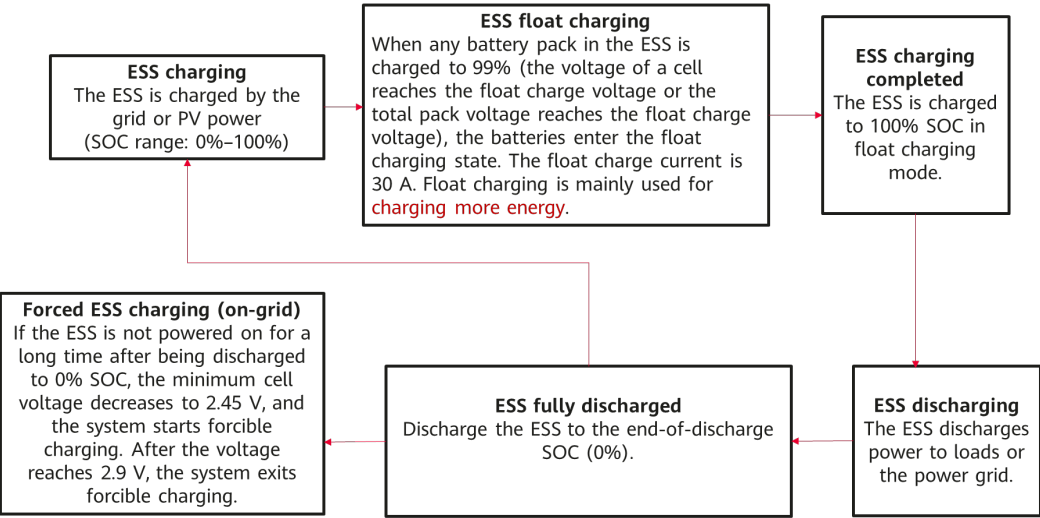 ESS charging
The ESS is charged by the
grid or PV power
(SOC range: 0%–100%)
ESS float charging
When any battery pack in the ESS is
charged to 99% (the voltage of a cell
reaches the float charge voltage or the
total pack voltage reaches the float charge
voltage), the batteries enter the float
charging state. The float charge current is
30 A. Float charging is mainly used for
charging more energy.
ESS charging
completed
The ESS is charged
to 100% SOC in
float charging
mode.
Forced ESS charging (on-grid)
If the ESS is not powered on for a
long time after being discharged
to 0% SOC, the minimum cell
voltage decreases to 2.45 V, and
the system starts forcible
charging. After the voltage
reaches 2.9 V, the system exits
forcible charging.
ESS fully discharged
Discharge the ESS to the end-of-discharge
SOC (0%).
ESS discharging
The ESS discharges
power to loads or
the power grid.